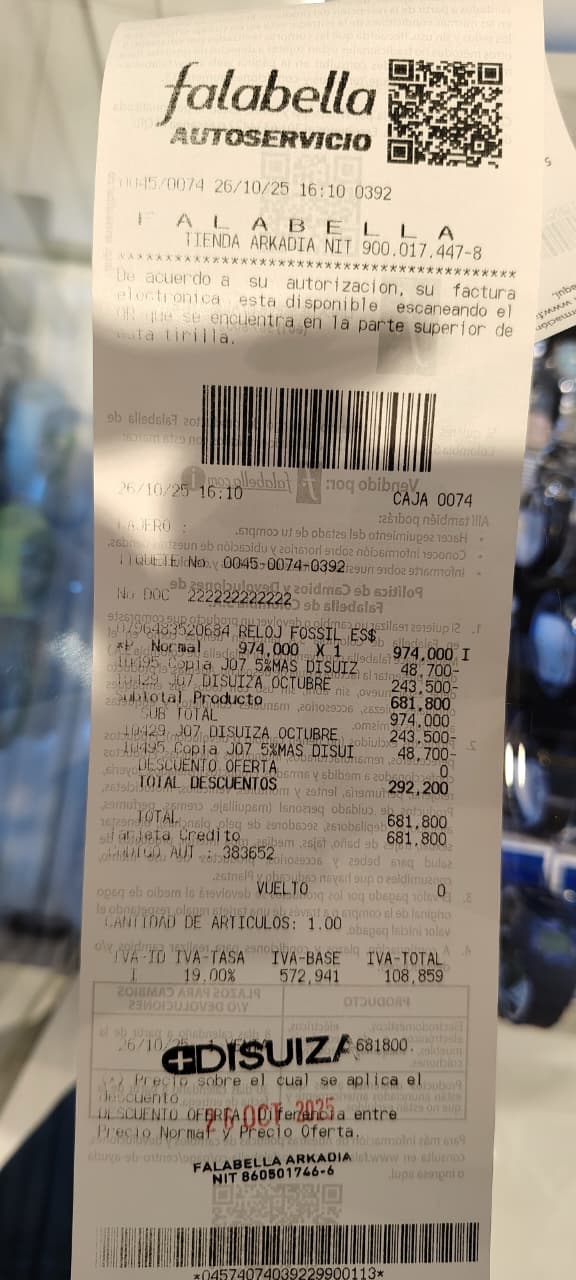 falabella
AUTOSERVICIO
0045/0074 26/10/25 16:10 0392
F A L A B E L L A
TIENDA ARKADIA NIT 900.017.447-8
****************************************
De acuerdo a su autorizacion, su factura
electronica esta disponible escaneando el
QR que se encuentra en la parte superior de
esta tirilla.
26/10/25 16:10 CAJA 0074
CAJERO :
TIQUETE No. 0045-0074-0392
No DOC 222222222222
0796483520684 RELOJ FOSSIL ES$
*P. Normal 974,000 X 1 974,000 I
10495 Copia J07 5%MAS DISUIZ 48,700-
10429 J07 DISUIZA OCTUBRE 243,500-
Subtotal Producto 681,800
SUB TOTAL 974,000
10429 J07 DISUIZA OCTUBRE 243,500-
10495 Copia J07 5%MAS DISUI 48,700-
DESCUENTO OFERTA 0
TOTAL DESCUENTOS 292,200
TOTAL 681,800
Tarjeta Credito 681,800
CODIGO AUT : 383652
VUELTO 0
CANTIDAD DE ARTICULOS: 1.00
IVA-ID IVA-TASA IVA-BASE IVA-TOTAL
I 19.00% 572,941 108,859
26/10/25 681800.
DISUIZA
(*) Precio sobre el cual se aplica el
descuento
DESCUENTO OFERTA: Diferencia entre
26 OCT 2025
Precio Normal y Precio Oferta.
FALABELLA ARKADIA
NIT 860501746-6
*04574074039229900113*